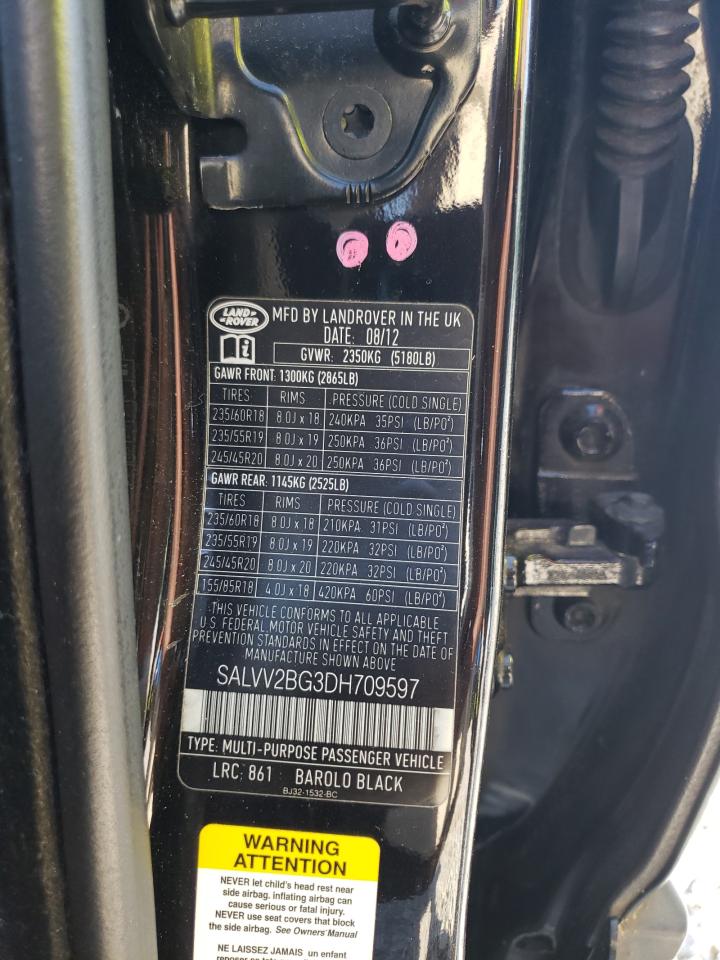 LAND ROVER
MFD BY LANDROVER IN THE UK
DATE: 08/12
GVWR: 2350KG (5180LB)
GAWR FRONT: 1300KG (2865LB)
TIRES RIMS PRESSURE (COLD SINGLE)
235/60R18 8.0J x 18 240KPA 35PSI (LB/PO²)
235/55R19 8.0J x 19 250KPA 36PSI (LB/PO²)
245/45R20 8.0J x 20 250KPA 36PSI (LB/PO²)
GAWR REAR: 1145KG (2525LB)
TIRES RIMS PRESSURE (COLD SINGLE)
235/60R18 8.0J x 18 210KPA 31PSI (LB/PO²)
235/55R19 8.0J x 19 220KPA 32PSI (LB/PO²)
245/45R20 8.0J x 20 220KPA 32PSI (LB/PO²)
155/85R18 4.0J x 18 420KPA 60PSI (LB/PO²)
THIS VEHICLE CONFORMS TO ALL APPLICABLE
U.S. FEDERAL MOTOR VEHICLE SAFETY AND THEFT
PREVENTION STANDARDS IN EFFECT ON THE DATE OF
MANUFACTURE SHOWN ABOVE
SALVV2BG3DH709597
TYPE: MULTI-PURPOSE PASSENGER VEHICLE
LRC: 861 BAROLO BLACK
BJ32-1532-BC
WARNING
ATTENTION
NEVER let child's head rest near
side airbag. inflating airbag can
cause serious or fatal injury.
NEVER use seat covers that block
the side airbag. See Owners Manual
NE LAISSEZ JAMAIS un enfant